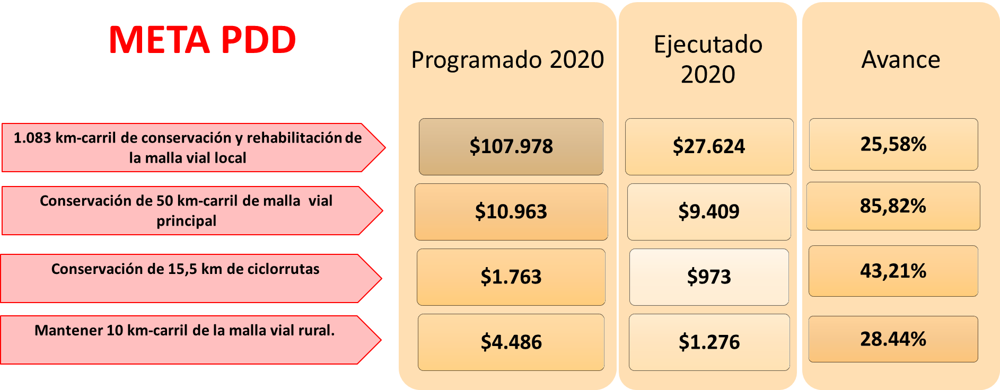 META PDD
Programado 2020
Ejecutado
2020
Avance
1.083 km-carril de conservación y rehabilitación de
la malla vial local
$107.978
$27.624
25,58%
Conservación de 50 km-carril de malla vial
principal
$10.963
$9.409
85,82%
Conservación de 15,5 km de ciclorrutas
$1.763
$973
43,21%
Mantener 10 km-carril de la malla vial rural.
$4.486
$1.276
28.44%